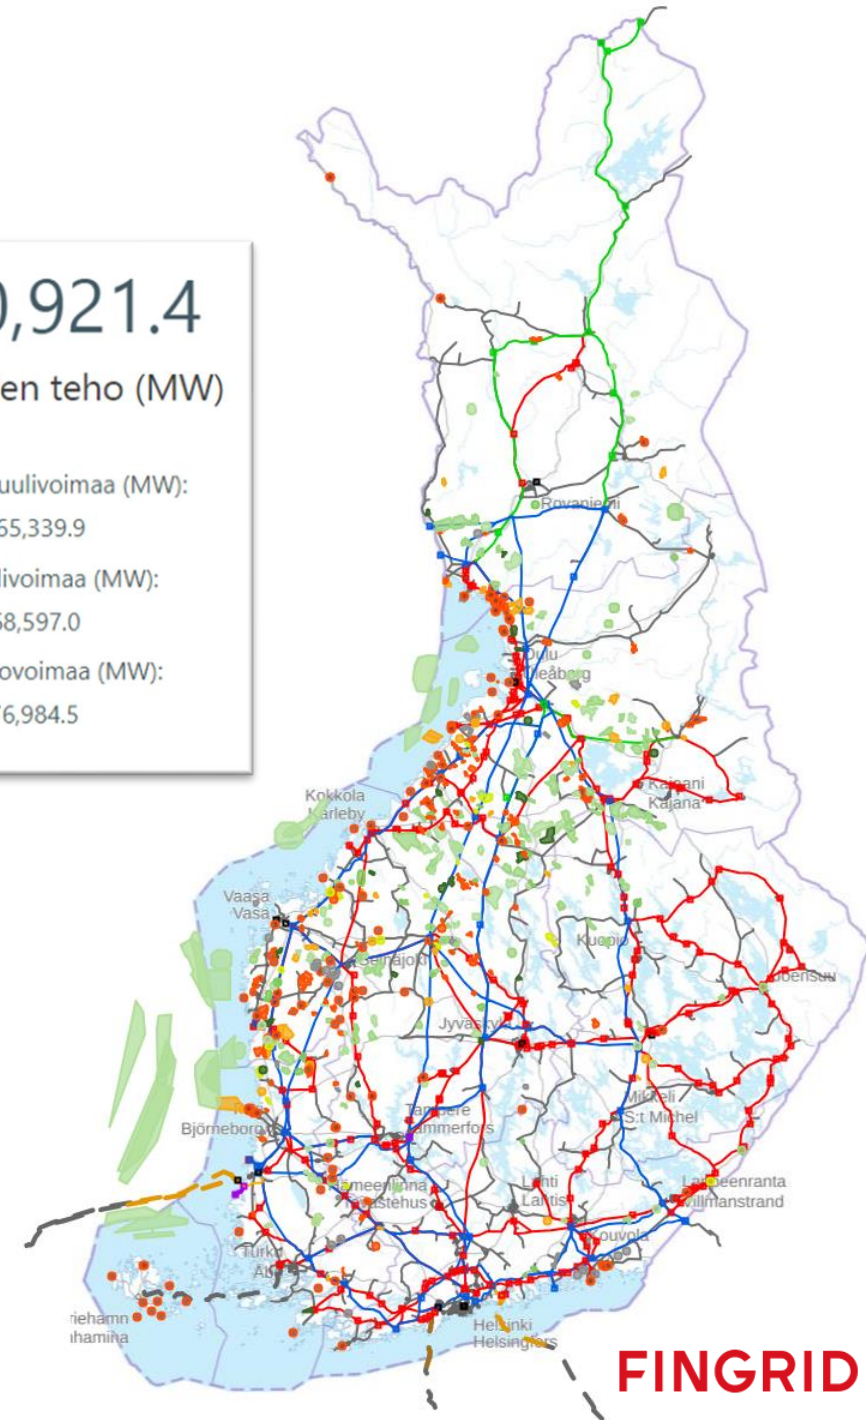 0,921.4
en teho (MW)
uulivoimaa (MW):
65,339.9
livoimaa (MW):
58,597.0
ovoimaa (MW):
76,984.5
Rovaniemi
Oulu
Uleåborg
Kajaani
Kajana
Kokkola
Karleby
Vaasa
Vasa
Seinäjoki
Kuopio
Joensuu
Jyväskylä
Mikkeli
S:t Michel
Björneborg
Tampere
Tammerfors
Hämeenlinna
Tavastehus
Lahti
Lahtis
Lappeenranta
Villmanstrand
Kouvola
Turku
Åbo
riehamn
nhamina
Helsinki
Helsingfors
FINGRID